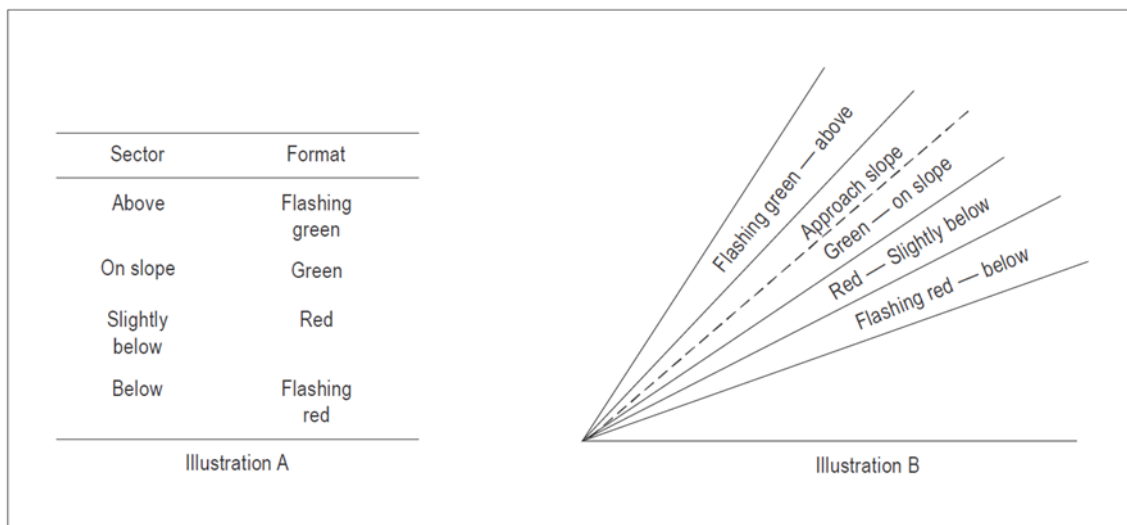 Sector Format
Above Flashing
green
On slope Green
Slightly Red
below
Below Flashing
red
Illustration A
Flashing green — above
Approach slope
Green — on slope
Red — Slightly below
Flashing red — below
Illustration B